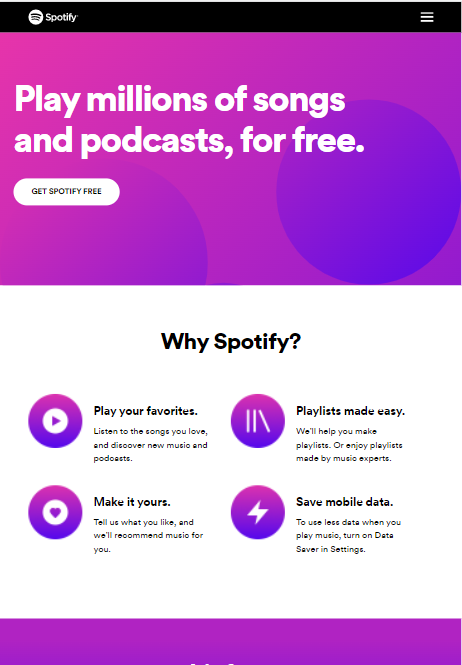 Spotify
Play millions of songs
and podcasts, for free.
GET SPOTIFY FREE
Why Spotify?
Play your favorites.
Listen to the songs you love,
and discover new music and
podcasts.
Playlists made easy.
We'll help you make
playlists. Or enjoy playlists
made by music experts.
Make it yours.
Tell us what you like, and
we'll recommend music for
you.
Save mobile data.
To use less data when you
play music, turn on Data
Saver in Settings.